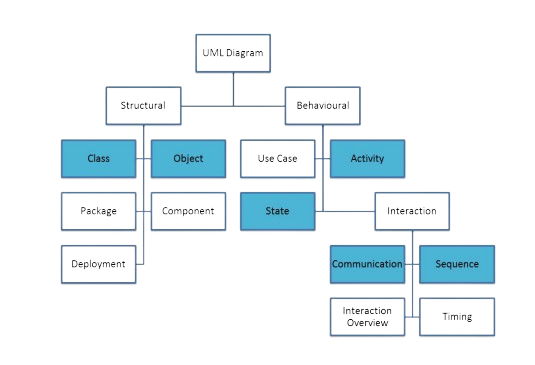 UML Diagram
Structural
Behavioural
Class
Object
Use Case
Activity
Package
Component
State
Interaction
Deployment
Communication
Sequence
Interaction
Overview
Timing